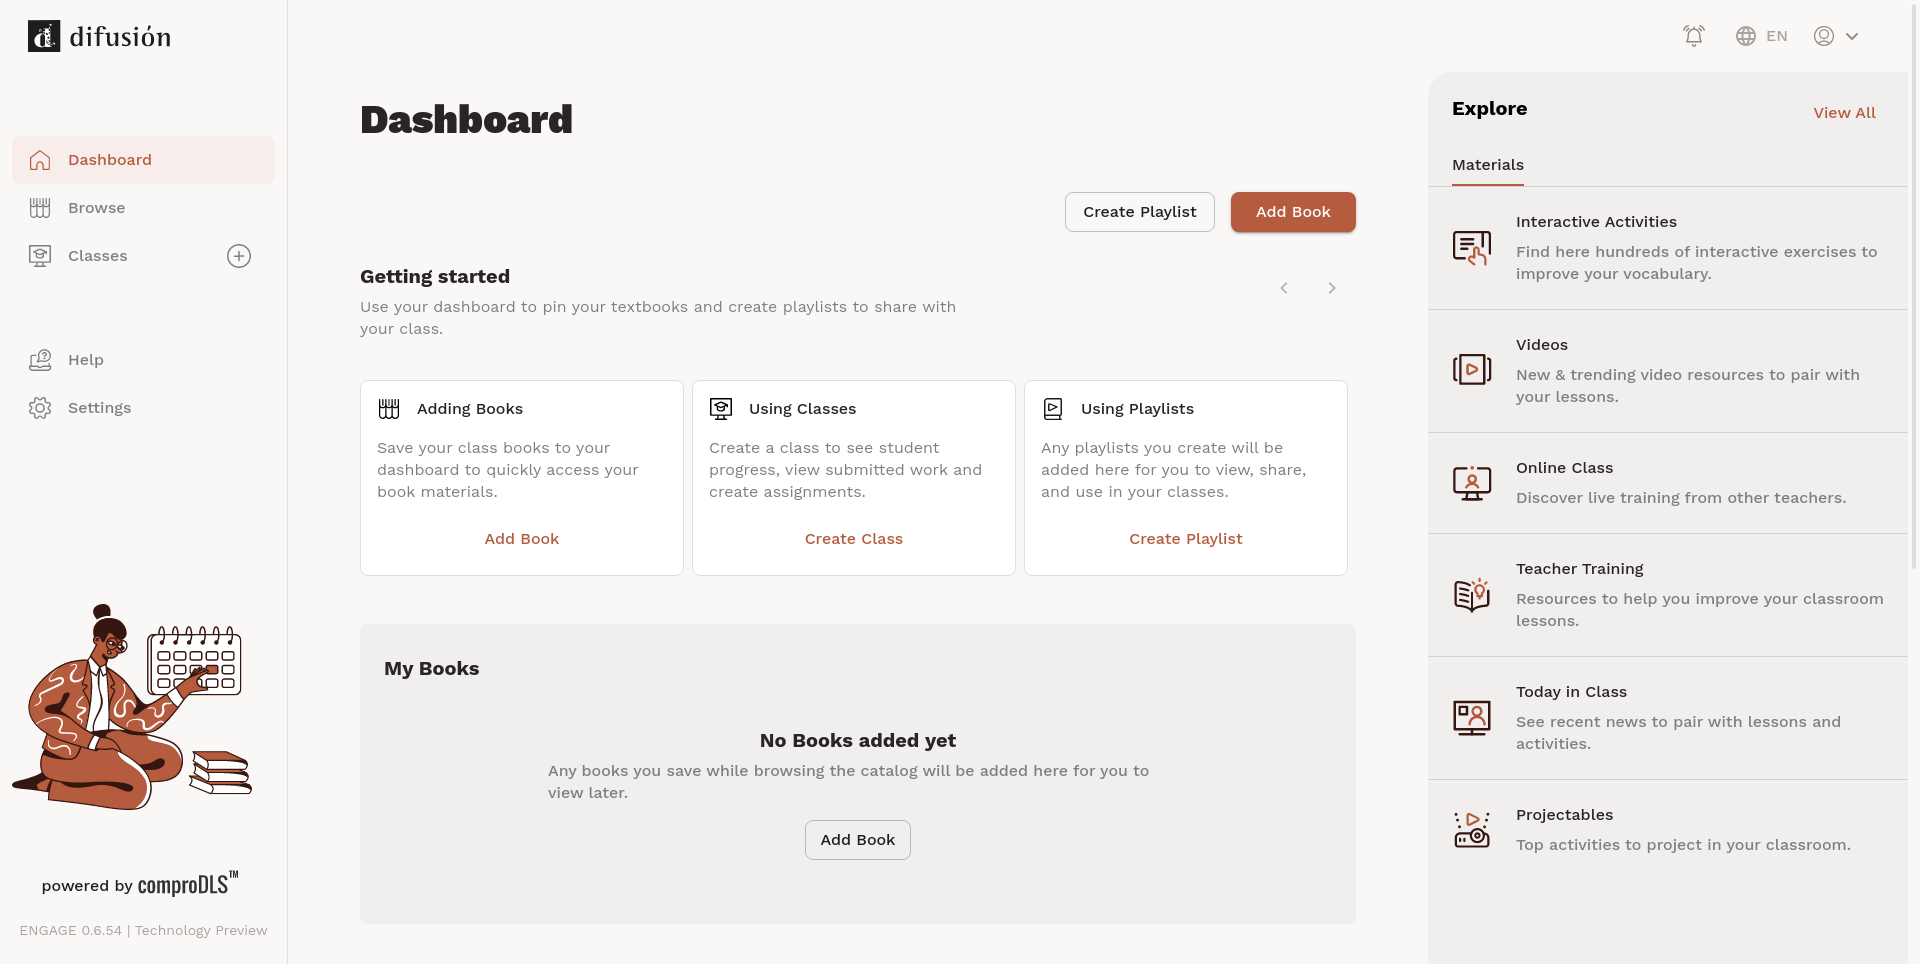 difusión
EN
Dashboard
Browse
Classes
Help
Settings
powered by comproDLS™
ENGAGE 0.6.54 | Technology Preview
Dashboard
Create Playlist
Add Book
Getting started
Use your dashboard to pin your textbooks and create playlists to share with
your class.
Adding Books
Save your class books to your
dashboard to quickly access your
book materials.
Add Book
Using Classes
Create a class to see student
progress, view submitted work and
create assignments.
Create Class
Using Playlists
Any playlists you create will be
added here for you to view, share,
and use in your classes.
Create Playlist
My Books
No Books added yet
Any books you save while browsing the catalog will be added here for you to
view later.
Add Book
Explore
View All
Materials
Interactive Activities
Find here hundreds of interactive exercises to
improve your vocabulary.
Videos
New & trending video resources to pair with
your lessons.
Online Class
Discover live training from other teachers.
Teacher Training
Resources to help you improve your classroom
lessons.
Today in Class
See recent news to pair with lessons and
activities.
Projectables
Top activities to project in your classroom.